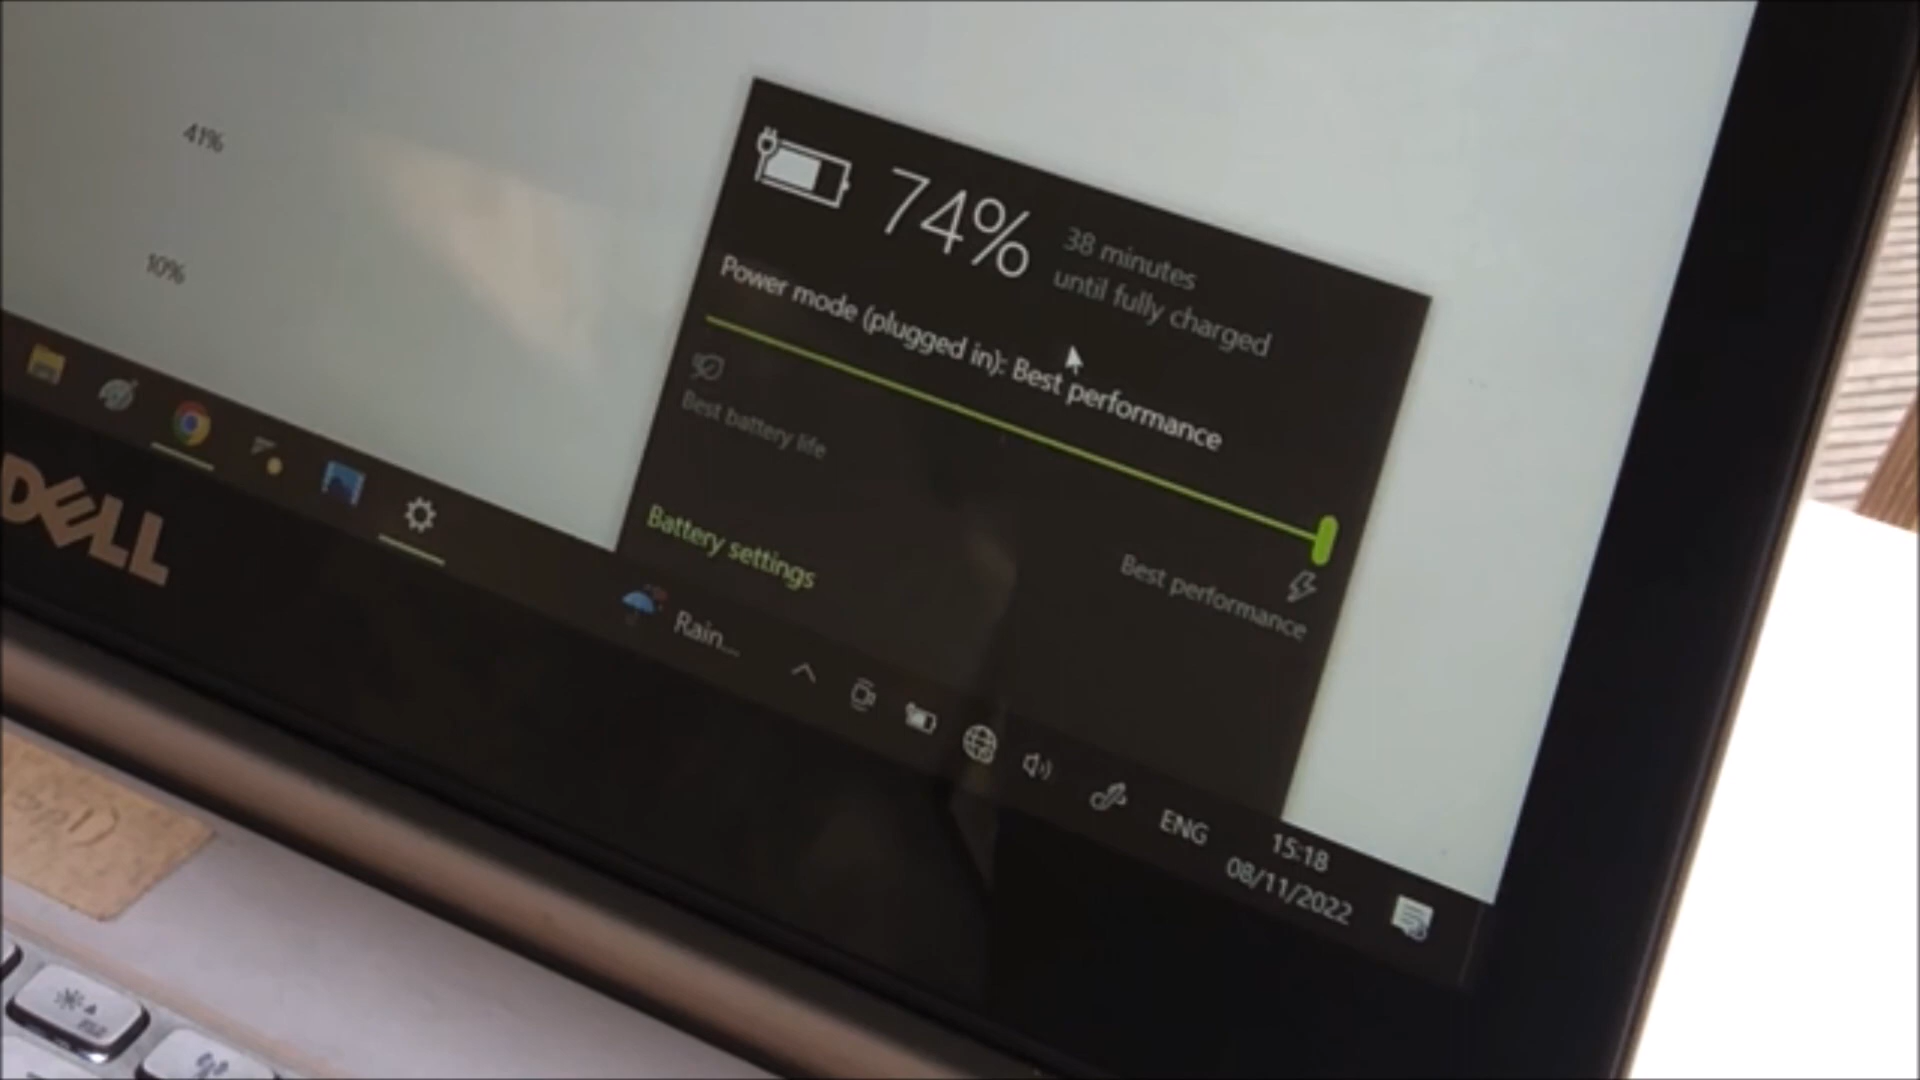 41%
10%
74%
38 minutes
until fully charged
Power mode (plugged in): Best performance
Best battery life
Best performance
Battery settings
Rain...
ENG
15:18
08/11/2022
DELL